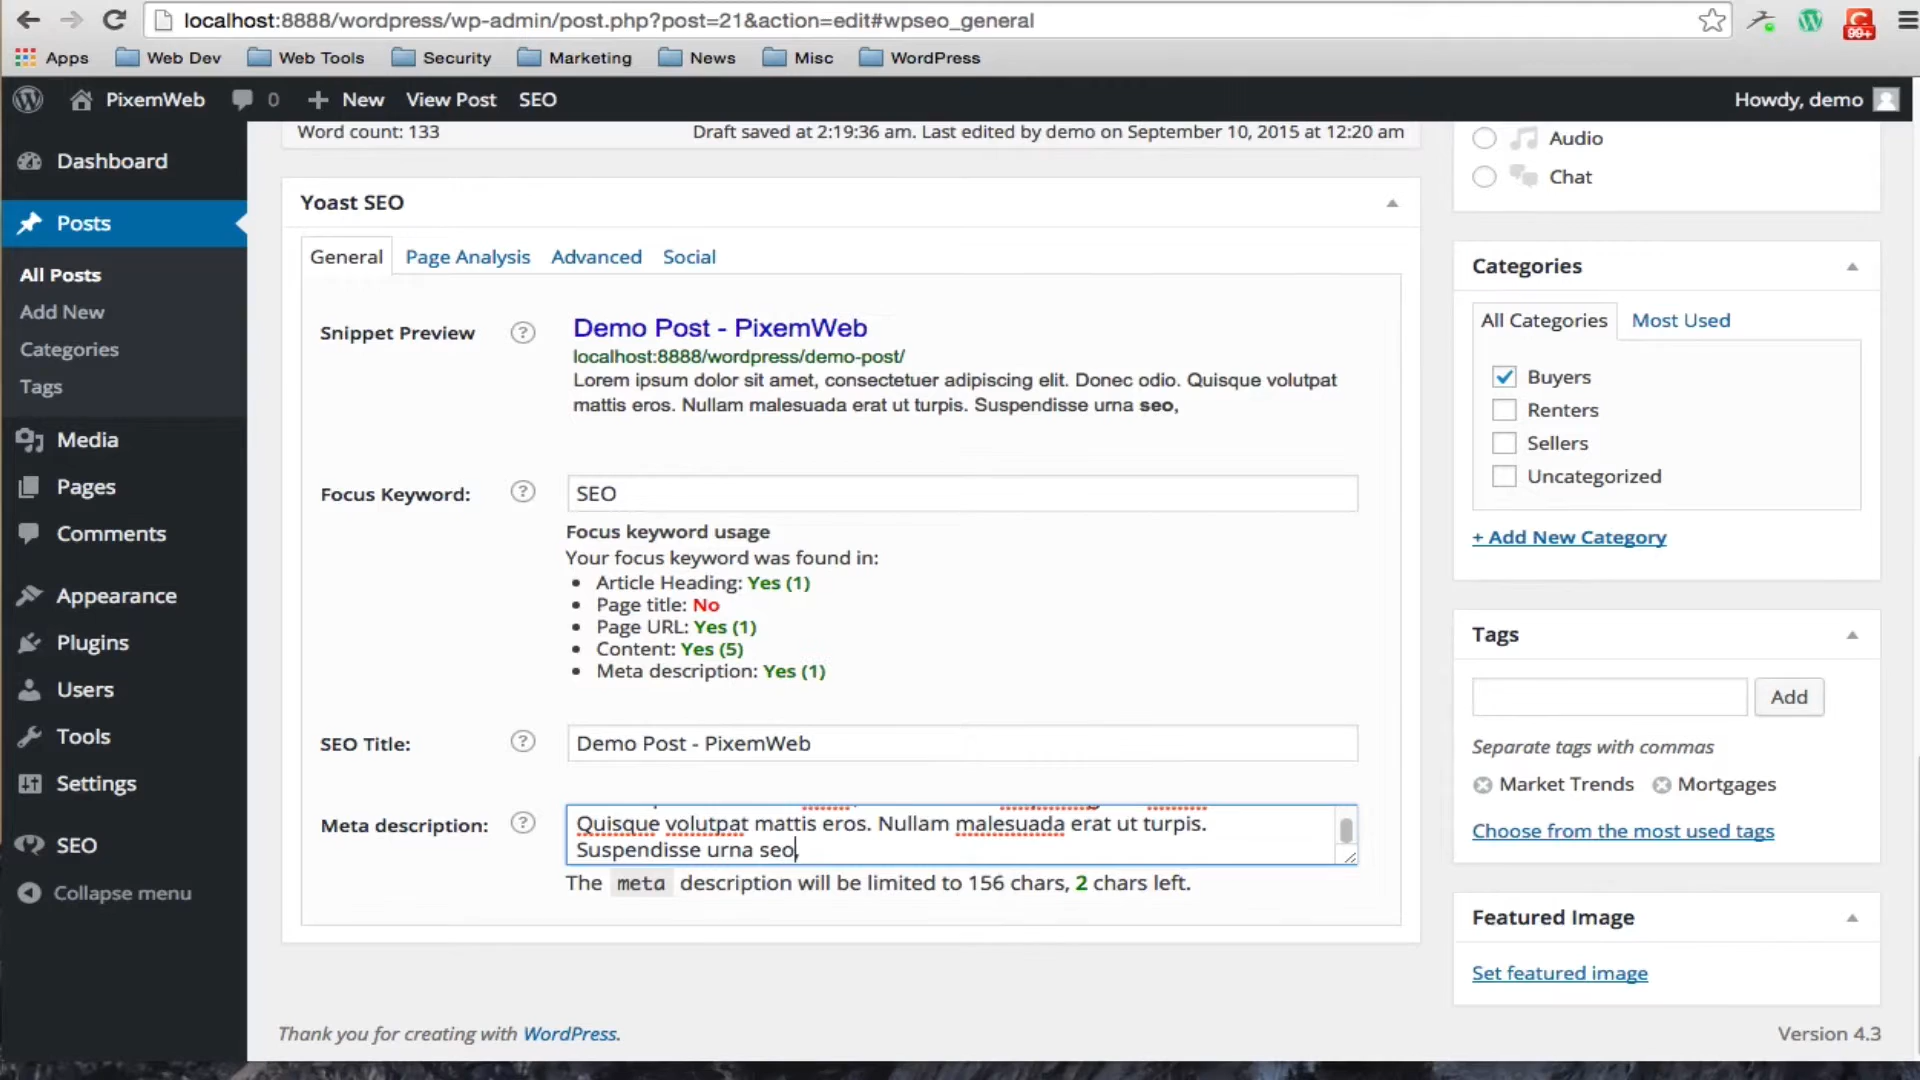 localhost:8888/wordpress/wp-admin/post.php?post=21&action=edit#wpseo_general
99+
Apps Web Dev Web Tools Security Marketing News Misc WordPress
PixemWeb 0 New View Post SEO Howdy, demo
Dashboard
Posts
All Posts
Add New
Categories
Tags
Media
Pages
Comments
Appearance
Plugins
Users
Tools
Settings
SEO
Collapse menu
Word count: 133 Draft saved at 2:19:36 am. Last edited by demo on September 10, 2015 at 12:20 am
Yoast SEO
General Page Analysis Advanced Social
Snippet Preview ? Demo Post - PixemWeb
localhost:8888/wordpress/demo-post/
Lorem ipsum dolor sit amet, consectetuer adipiscing elit. Donec odio. Quisque volutpat
mattis eros. Nullam malesuada erat ut turpis. Suspendisse urna seo,
Focus Keyword: ? SEO
Focus keyword usage
Your focus keyword was found in:
• Article Heading: Yes (1)
• Page title: No
• Page URL: Yes (1)
• Content: Yes (5)
• Meta description: Yes (1)
SEO Title: ? Demo Post - PixemWeb
Meta description: ? Quisque volutpat mattis eros. Nullam malesuada erat ut turpis.
Suspendisse urna seo,
The meta description will be limited to 156 chars, 2 chars left.
Audio
Chat
Categories
All Categories Most Used
Buyers
Renters
Sellers
Uncategorized
+ Add New Category
Tags
Add
Separate tags with commas
Market Trends Mortgages
Choose from the most used tags
Featured Image
Set featured image
Thank you for creating with WordPress. Version 4.3